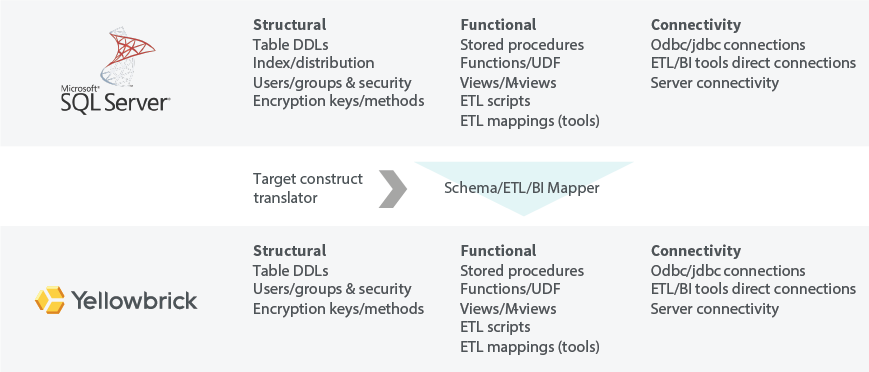 Microsoft®
SQL Server®
Structural
Table DDLs
Index/distribution
Users/groups & security
Encryption keys/methods
Functional
Stored procedures
Functions/UDF
Views/M-views
ETL scripts
ETL mappings (tools)
Connectivity
Odbc/jdbc connections
ETL/BI tools direct connections
Server connectivity
Target construct
translator
Schema/ETL/BI Mapper
Yellowbrick
Structural
Table DDLs
Users/groups & security
Encryption keys/methods
Functional
Stored procedures
Functions/UDF
Views/M-views
ETL scripts
ETL mappings (tools)
Connectivity
Odbc/jdbc connections
ETL/BI tools direct connections
Server connectivity